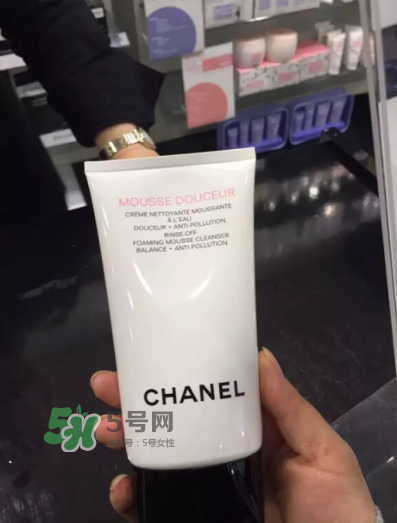 MOUSSE DOUCEUR
CRÈME NETTOYANTE MOUSSANTE
À L'EAU
DOUCEUR + ANTI-POLLUTION
RINSE-OFF
FOAMING MOUSSE CLEANSER
BALANCE + ANTI-POLLUTION
CHANEL
5号网
号:5号女性